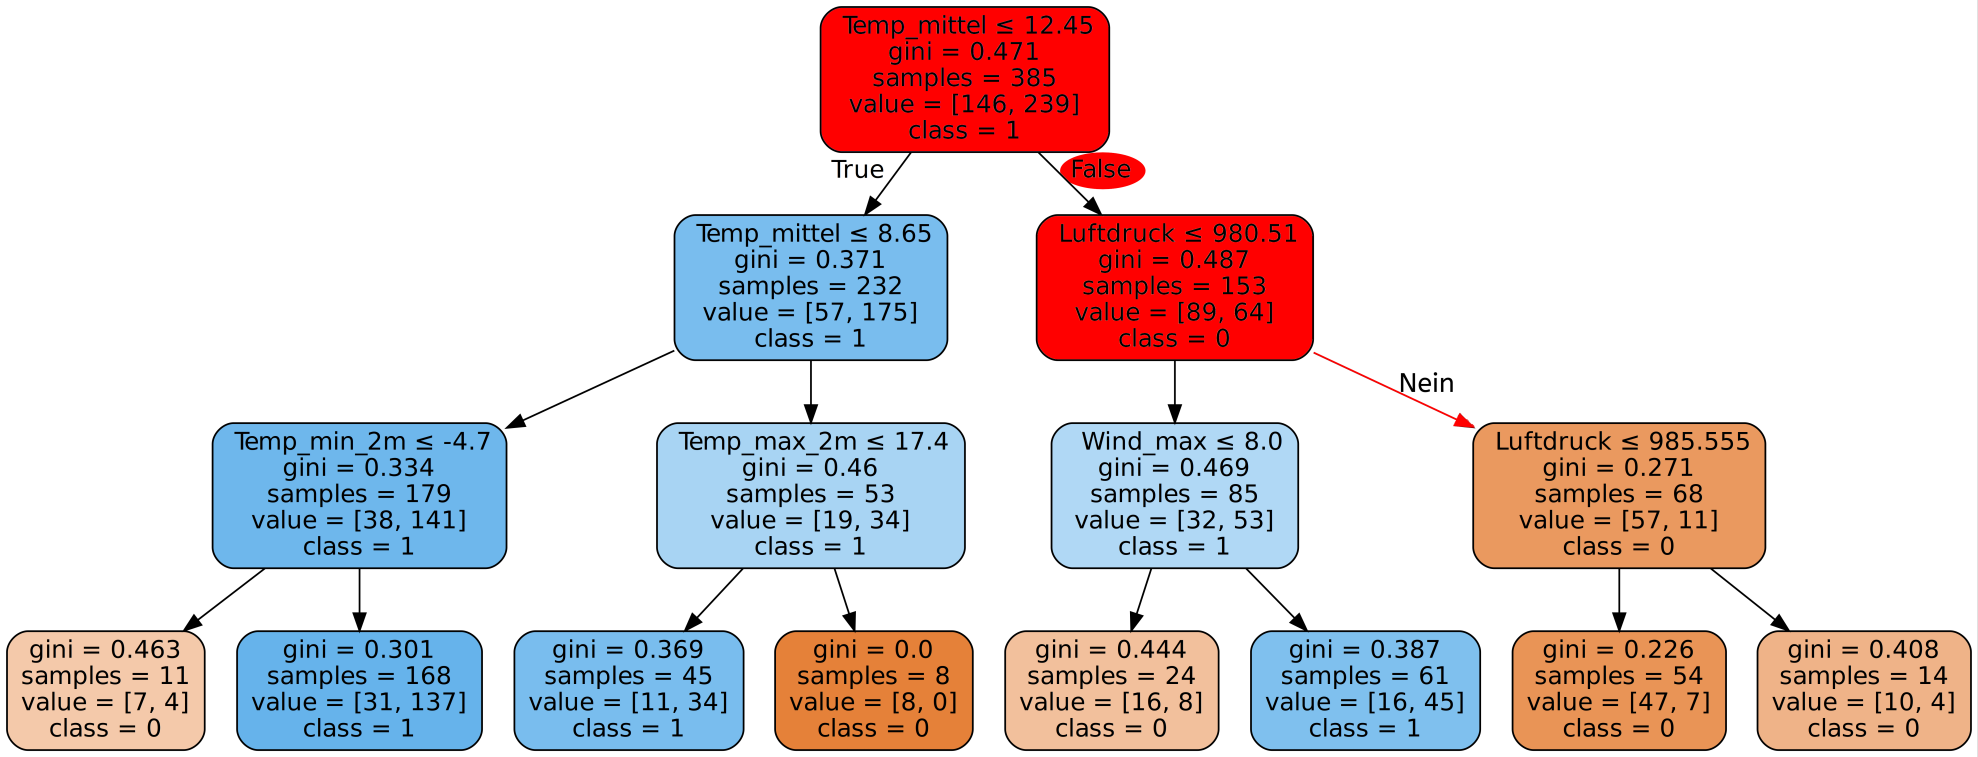 Temp_mittel ≤ 12.45
gini = 0.471
samples = 385
value = [146, 239]
class = 1
True
False
Temp_mittel ≤ 8.65
gini = 0.371
samples = 232
value = [57, 175]
class = 1
Luftdruck ≤ 980.51
gini = 0.487
samples = 153
value = [89, 64]
class = 0
Nein
Temp_min_2m ≤ -4.7
gini = 0.334
samples = 179
value = [38, 141]
class = 1
Temp_max_2m ≤ 17.4
gini = 0.46
samples = 53
value = [19, 34]
class = 1
Wind_max ≤ 8.0
gini = 0.469
samples = 85
value = [32, 53]
class = 1
Luftdruck ≤ 985.555
gini = 0.271
samples = 68
value = [57, 11]
class = 0
gini = 0.463
samples = 11
value = [7, 4]
class = 0
gini = 0.301
samples = 168
value = [31, 137]
class = 1
gini = 0.369
samples = 45
value = [11, 34]
class = 1
gini = 0.0
samples = 8
value = [8, 0]
class = 0
gini = 0.444
samples = 24
value = [16, 8]
class = 0
gini = 0.387
samples = 61
value = [16, 45]
class = 1
gini = 0.226
samples = 54
value = [47, 7]
class = 0
gini = 0.408
samples = 14
value = [10, 4]
class = 0